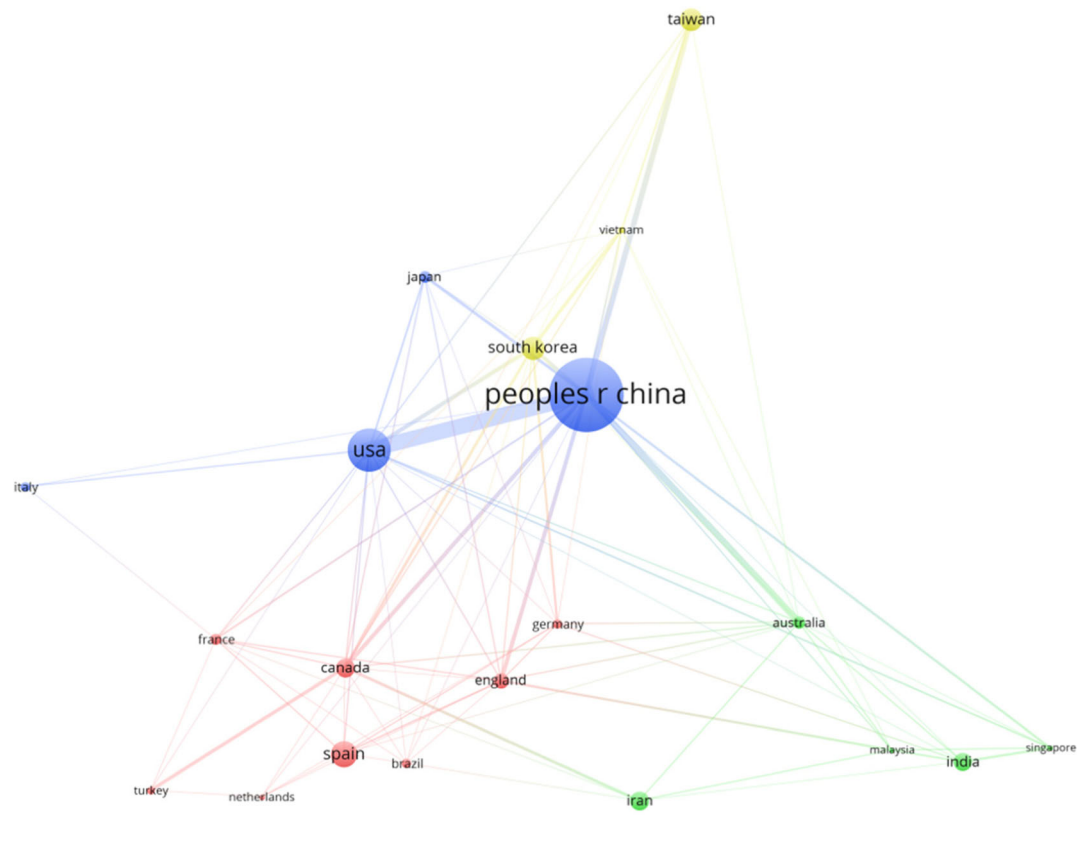 taiwan
vietnam
japan
south korea
peoples r china
usa
italy
germany
australia
france
canada
england
malaysia
singapore
spain
brazil
india
turkey
netherlands
iran